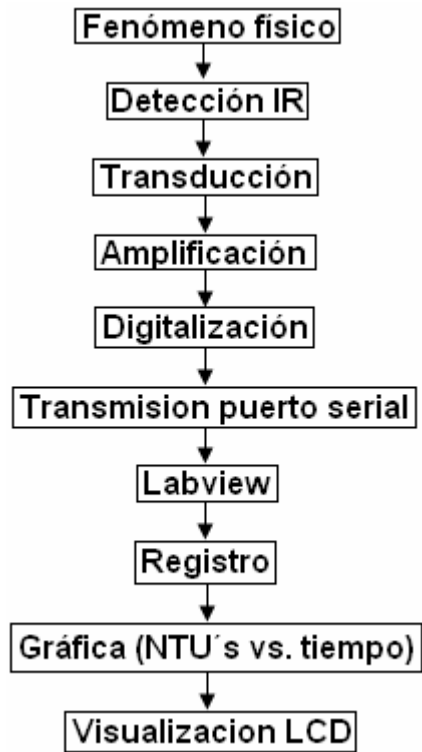 Fenómeno físico
Detección IR
Transducción
Amplificación
Digitalización
Transmision puerto serial
Labview
Registro
Gráfica (NTU´s vs. tiempo)
Visualizacion LCD